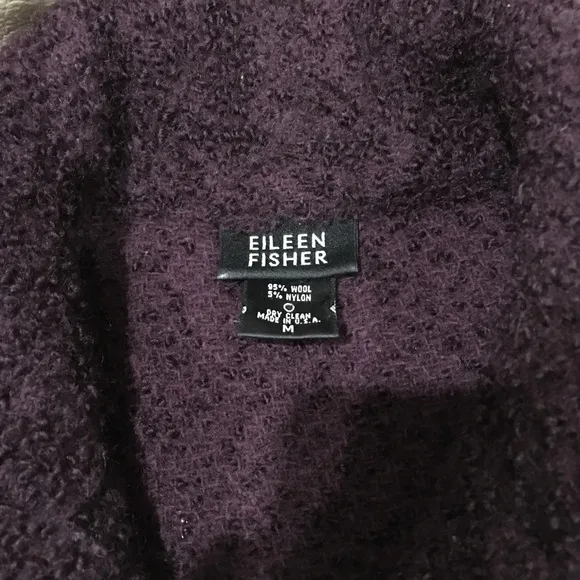 EILEEN
FISHER
95% WOOL
5% NYLON
DRY CLEAN
MADE IN U.S.A.
M